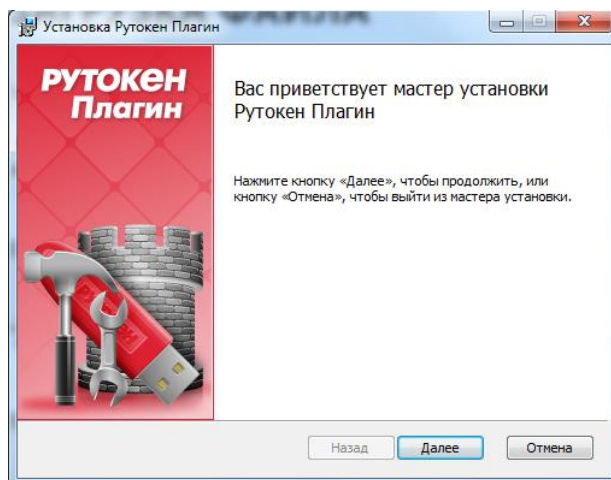 Установка Рутокен Плагин
рутокен
Плагин
Вас приветствует мастер установки
Рутокен Плагин
Нажмите кнопку «Далее», чтобы продолжить, или
кнопку «Отмена», чтобы выйти из мастера установки.
Назад
Далее
Отмена